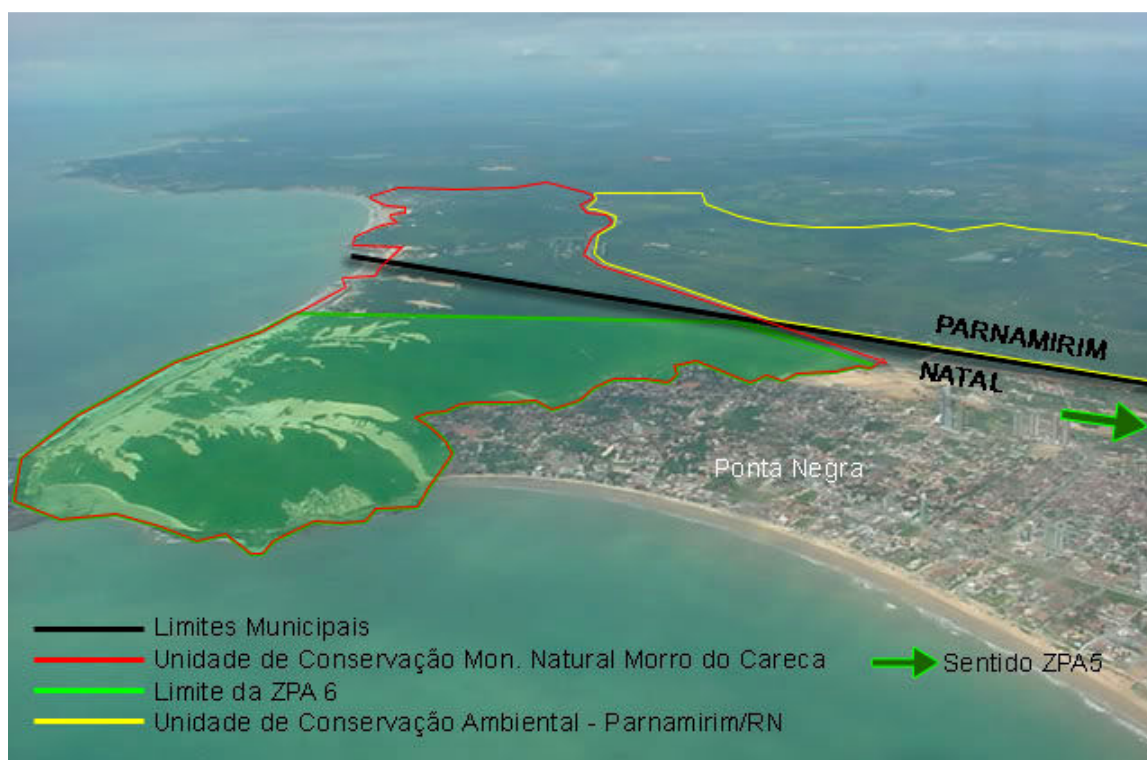 PARNAMIRIM
NATAL
Ponta Negra
Limites Municipais
Unidade de Conservação Mon. Natural Morro do Careca
Sentido ZPA5
Limite da ZPA 6
Unidade de Conservação Ambiental - Parnamirim/RN